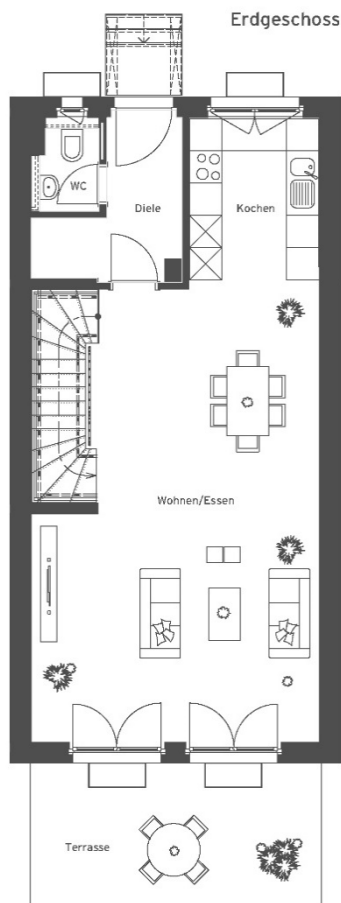 Erdgeschoss
WC
Diele
Kochen
Wohnen/Essen
Terrasse